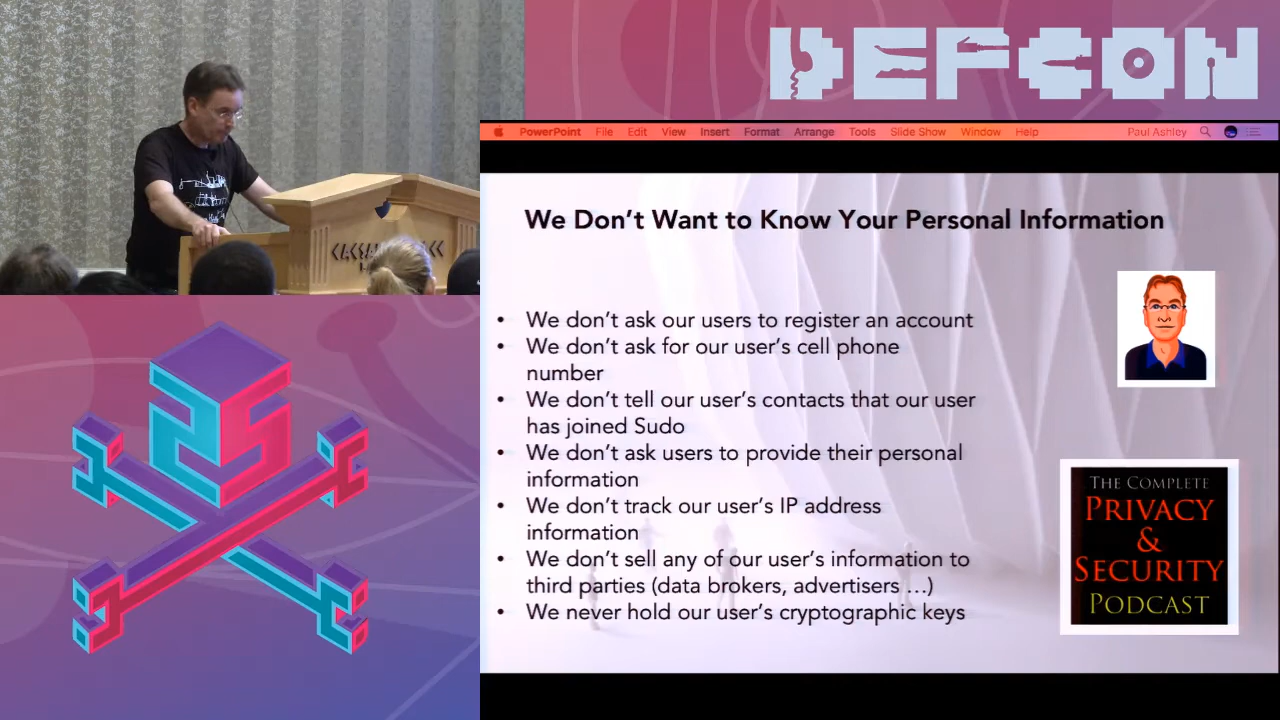 DEFCON
PowerPoint File Edit View Insert Format Arrange Tools Slide Show Window Help Paul Ashley
We Don't Want to Know Your Personal Information
• We don't ask our users to register an account
• We don't ask for our user's cell phone
number
• We don't tell our user's contacts that our user
has joined Sudo
• We don't ask users to provide their personal
information
• We don't track our user's IP address
information
• We don't sell any of our user's information to
third parties (data brokers, advertisers ...)
• We never hold our user's cryptographic keys
THE COMPLETE
PRIVACY
&
SECURITY
PODCAST
25